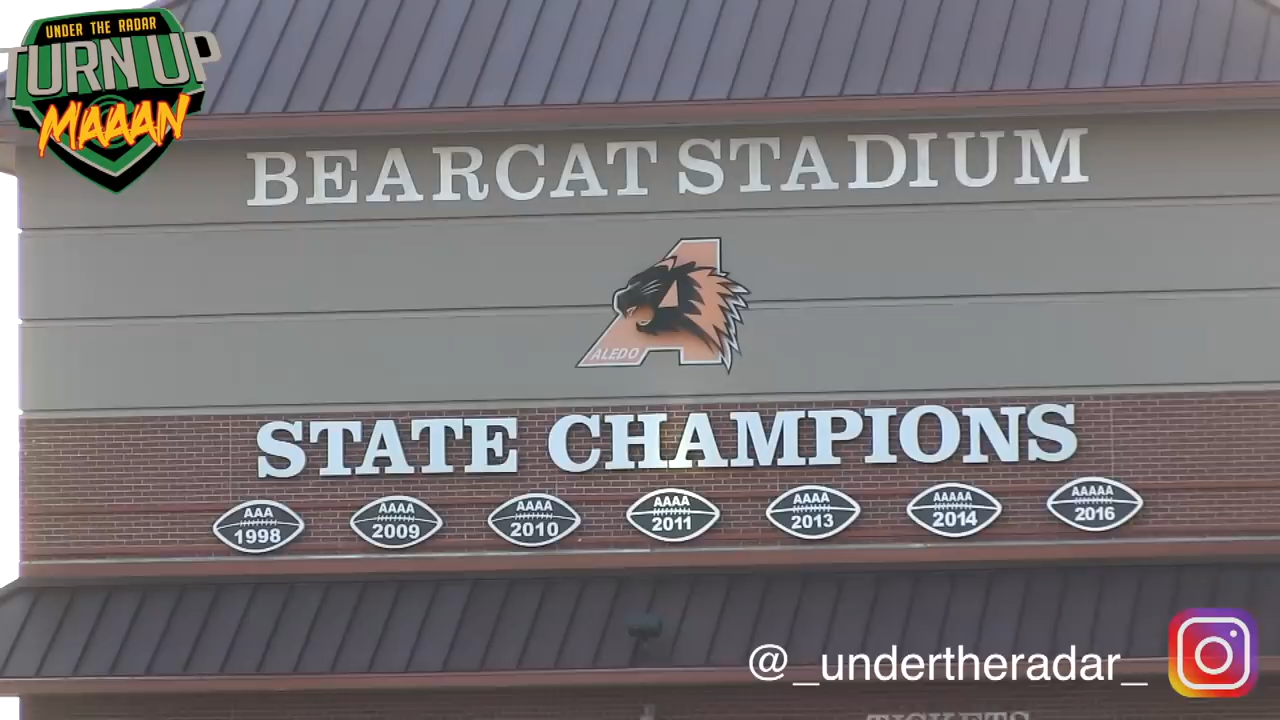 UNDER THE RADAR
TURN UP
MAAAN
BEARCAT STADIUM
ALEDO
STATE CHAMPIONS
AAA
1998
AAAA
2009
AAAA
2010
AAAA
2011
AAAA
2013
AAAAA
2014
AAAAA
2016
@_undertheradar_
TICKETS